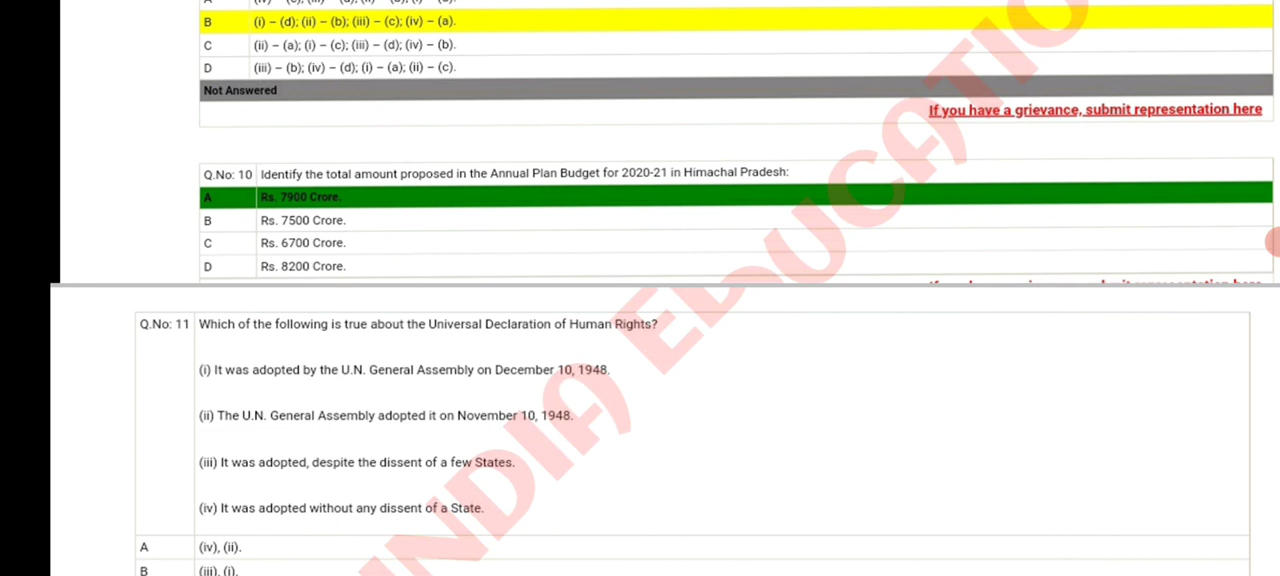 B (i) – (d); (ii) – (b); (iii) – (c); (iv) – (a).
C (ii) – (a); (i) – (c); (iii) – (d); (iv) – (b).
D (iii) – (b); (iv) – (d); (i) – (a); (ii) – (c).
Not Answered
If you have a grievance, submit representation here
Q.No: 10 Identify the total amount proposed in the Annual Plan Budget for 2020-21 in Himachal Pradesh:
A Rs. 7900 Crore.
B Rs. 7500 Crore.
C Rs. 6700 Crore.
D Rs. 8200 Crore.
Q.No: 11 Which of the following is true about the Universal Declaration of Human Rights?
(i) It was adopted by the U.N. General Assembly on December 10, 1948.
(ii) The U.N. General Assembly adopted it on November 10, 1948.
(iii) It was adopted, despite the dissent of a few States.
(iv) It was adopted without any dissent of a State.
A (iv), (ii).
B (iii), (i).
INDIA EDUCATIO